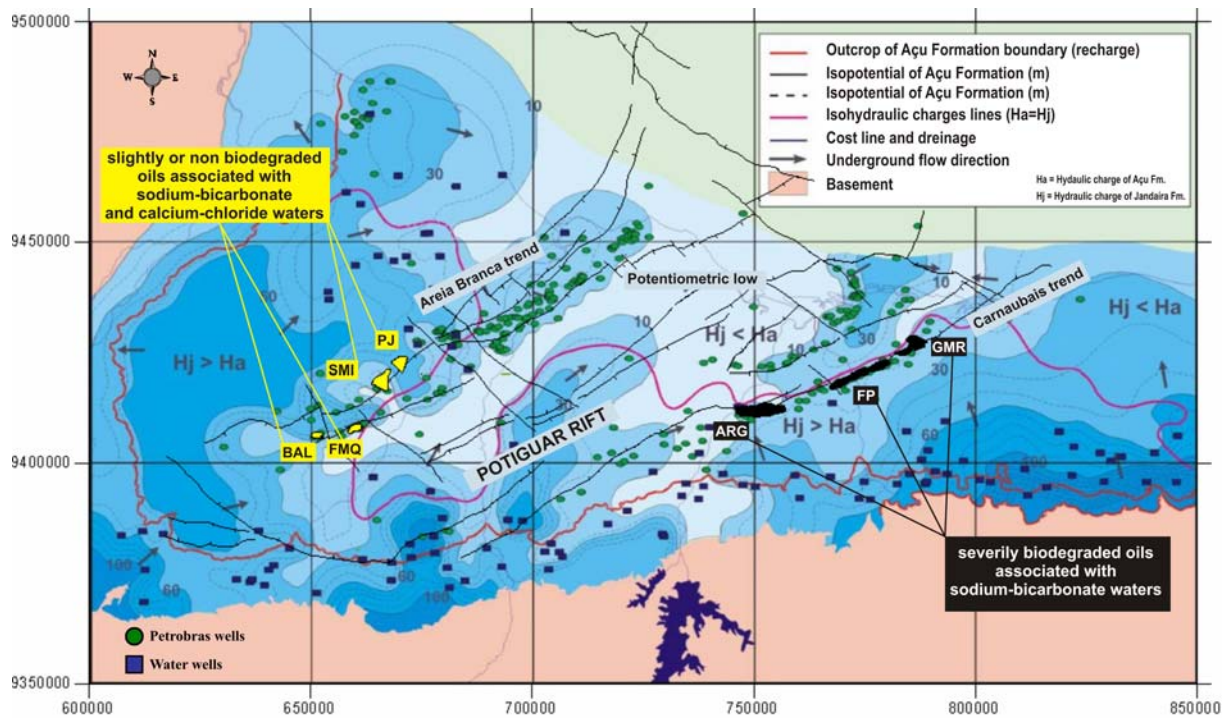 9500000
9450000
9400000
9350000
600000
650000
700000
750000
800000
850000
N
W
E
S
Outcrop of Açu Formation boundary (recharge)
Isopotential of Açu Formation (m)
Isopotential of Açu Formation (m)
Isohydraulic charges lines (Ha=Hj)
Cost line and dreinage
Underground flow direction
Basement
Ha = Hydaulic charge of Açu Fm.
Hj = Hydraulic charge of Jandaira Fm.
slightly or non biodegraded
oils associated with
sodium-bicarbonate
and calcium-chloride waters
10
30
Areia Branca trend
Potentiometric low
10
Carnaubais trend
Hj < Ha
Hj < Ha
Hj > Ha
PJ
SMI
10
10
30
GMR
30
FP
ARG
Hj > Ha
BAL
FMQ
POTIGUAR RIFT
60
100
100
60
60
100
severily biodegraded oils
associated with
sodium-bicarbonate waters
Petrobras wells
Water wells